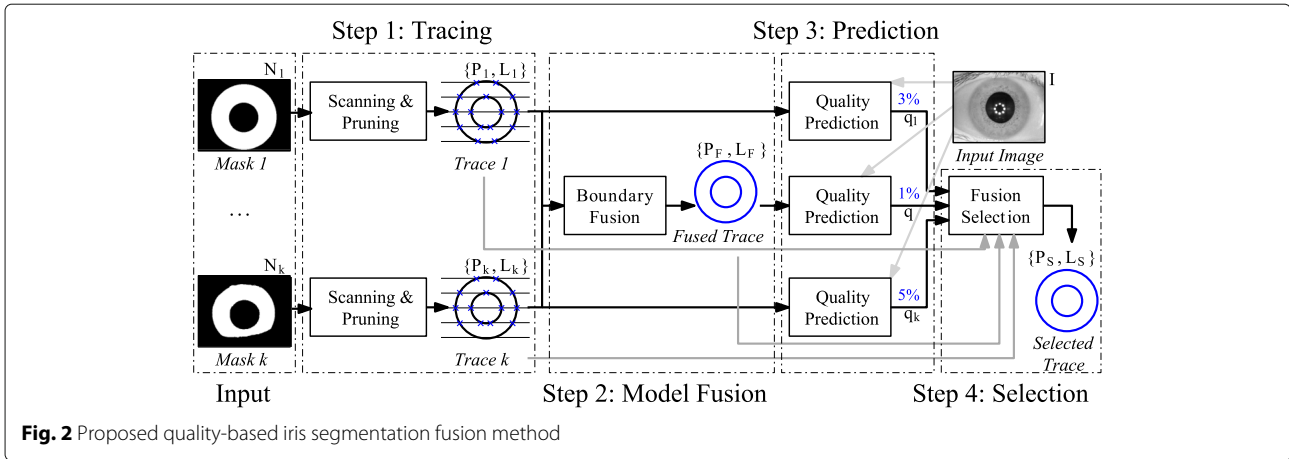 Step 1: Tracing
Step 3: Prediction
N1
Mask 1
...
Nk
Mask k
Input
Scanning &
Pruning
{P1, L1}
Trace 1
Scanning &
Pruning
{Pk, Lk}
Trace k
Boundary
Fusion
{PF, LF}
Fused Trace
Step 2: Model Fusion
Quality
Prediction
3%
q1
Quality
Prediction
1%
q
Quality
Prediction
5%
qk
I
Input Image
Fusion
Selection
{PS, LS}
Selected
Trace
Step 4: Selection
Fig. 2 Proposed quality-based iris segmentation fusion method